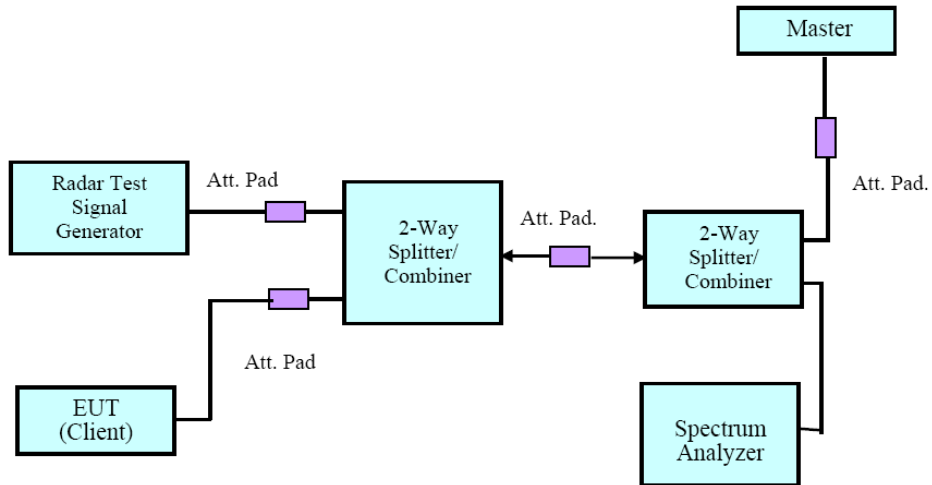 Master
Radar Test
Signal
Generator
Att. Pad
2-Way
Splitter/
Combiner
Att. Pad.
2-Way
Splitter/
Combiner
Att. Pad.
Att. Pad
EUT
(Client)
Spectrum
Analyzer